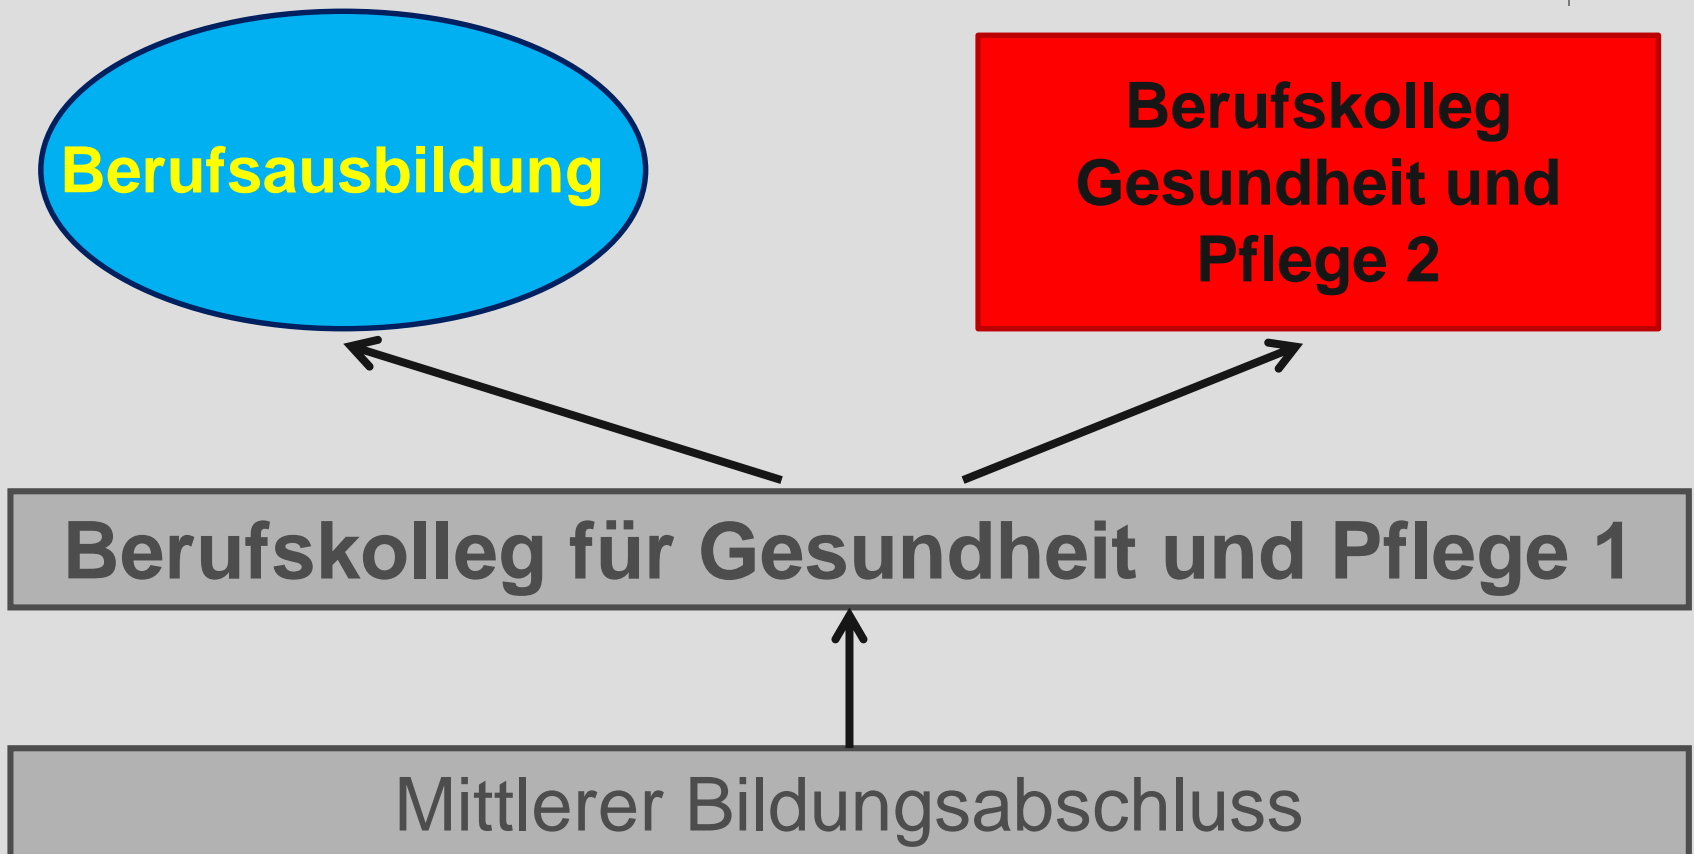 Berufsausbildung
Berufskolleg
Gesundheit und
Pflege 2
Berufskolleg für Gesundheit und Pflege 1
Mittlerer Bildungsabschluss